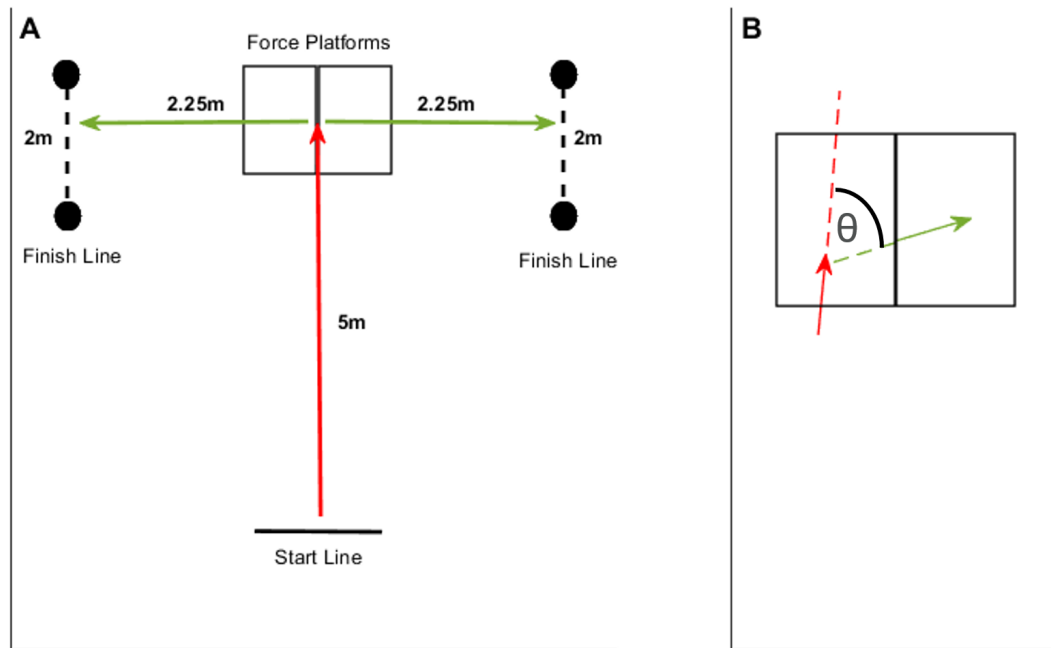 A
Force Platforms
2.25m
2.25m
2m
2m
Finish Line
Finish Line
5m
Start Line
B
θ